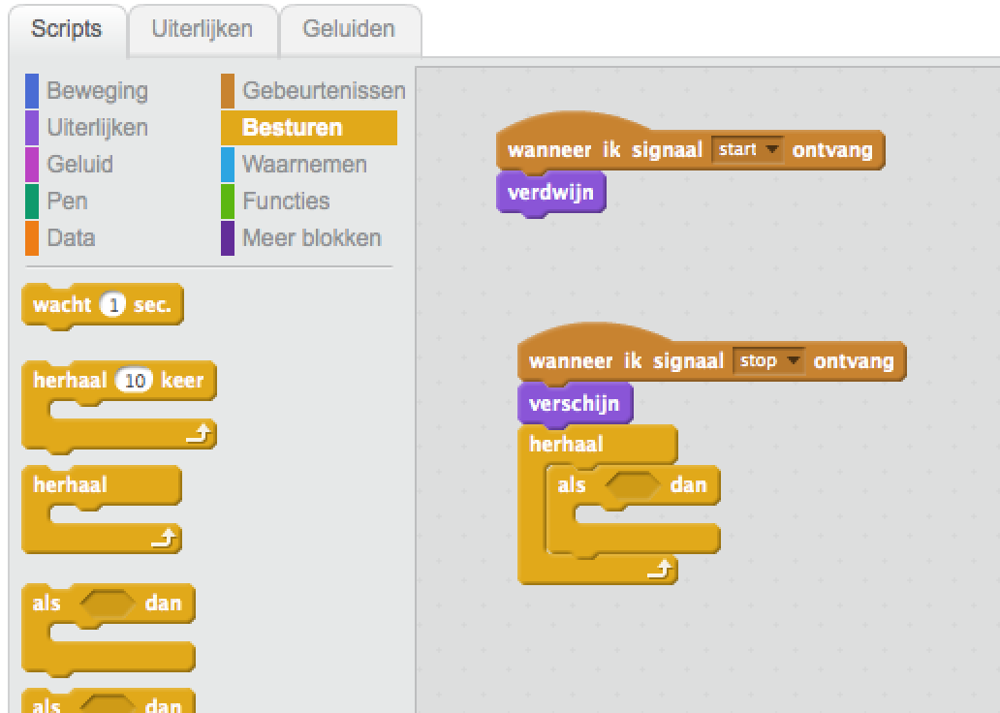 Scripts
Uiterlijken
Geluiden
Beweging
Uiterlijken
Geluid
Pen
Data
Gebeurtenissen
Besturen
Waarnemen
Functies
Meer blokken
wacht 1 sec.
herhaal 10 keer
herhaal
als dan
als dan
wanneer ik signaal start ontvang
verdwijn
wanneer ik signaal stop ontvang
verschijn
herhaal
als dan